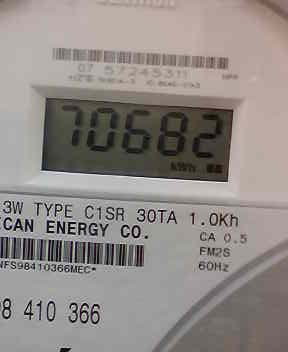 07 57245311
70682
kWh
3W TYPE C1SR 30TA 1.0Kh
CAN ENERGY CO.
CA 0.5
FM2S
NFS98410366MEC*
60Hz
98 410 366